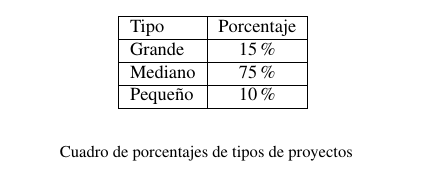 Tipo Porcentaje
Grande 15 %
Mediano 75 %
Pequeño 10 %
Cuadro de porcentajes de tipos de proyectos